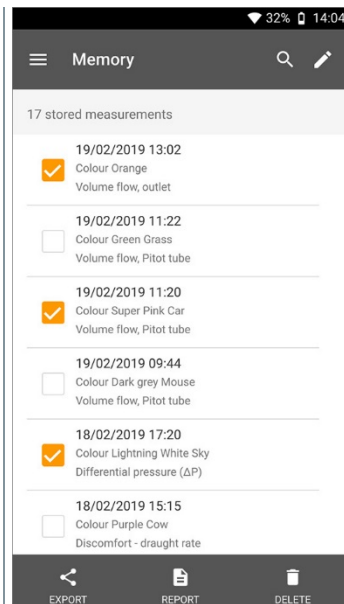 32% 14:04
Memory
17 stored measurements
19/02/2019 13:02
Colour Orange
Volume flow, outlet
19/02/2019 11:22
Colour Green Grass
Volume flow, Pitot tube
19/02/2019 11:20
Colour Super Pink Car
Volume flow, Pitot tube
19/02/2019 09:44
Colour Dark grey Mouse
Volume flow, Pitot tube
18/02/2019 17:20
Colour Lightning White Sky
Differential pressure (ΔP)
18/02/2019 15:15
Colour Purple Cow
Discomfort - draught rate
EXPORT REPORT DELETE